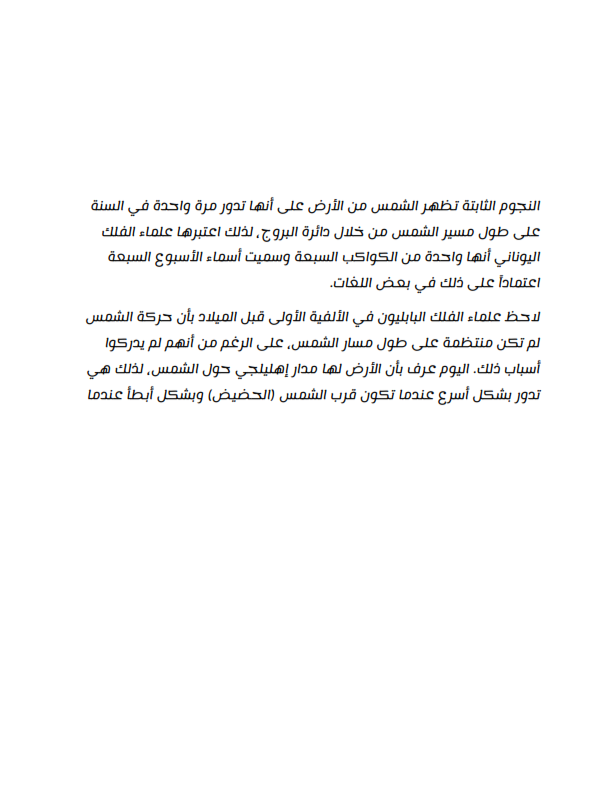 النجوم الثابتة تظهر الشمس من الأرض على أنها تدور مرة واحدة في السنة
على طول مسير الشمس من خلال دائرة البروج، لذلك اعتبرها علماء الفلك
اليوناني أنها واحدة من الكواكب السبعة وسميت أسماء الأسبوع السبعة
اعتماداً على ذلك في بعض اللغات.
لاحظ علماء الفلك البابليون في الألفية الأولى قبل الميلاد بأن حركة الشمس
لم تكن منتظمة على طول مسار الشمس، على الرغم من أنهم لم يدركوا
أسباب ذلك. اليوم عرف بأن الأرض لها مدار إهليلجي حول الشمس، لذلك هي
تدور بشكل أسرع عندما تكون قرب الشمس (الحضيض) وبشكل أبطأ عندما